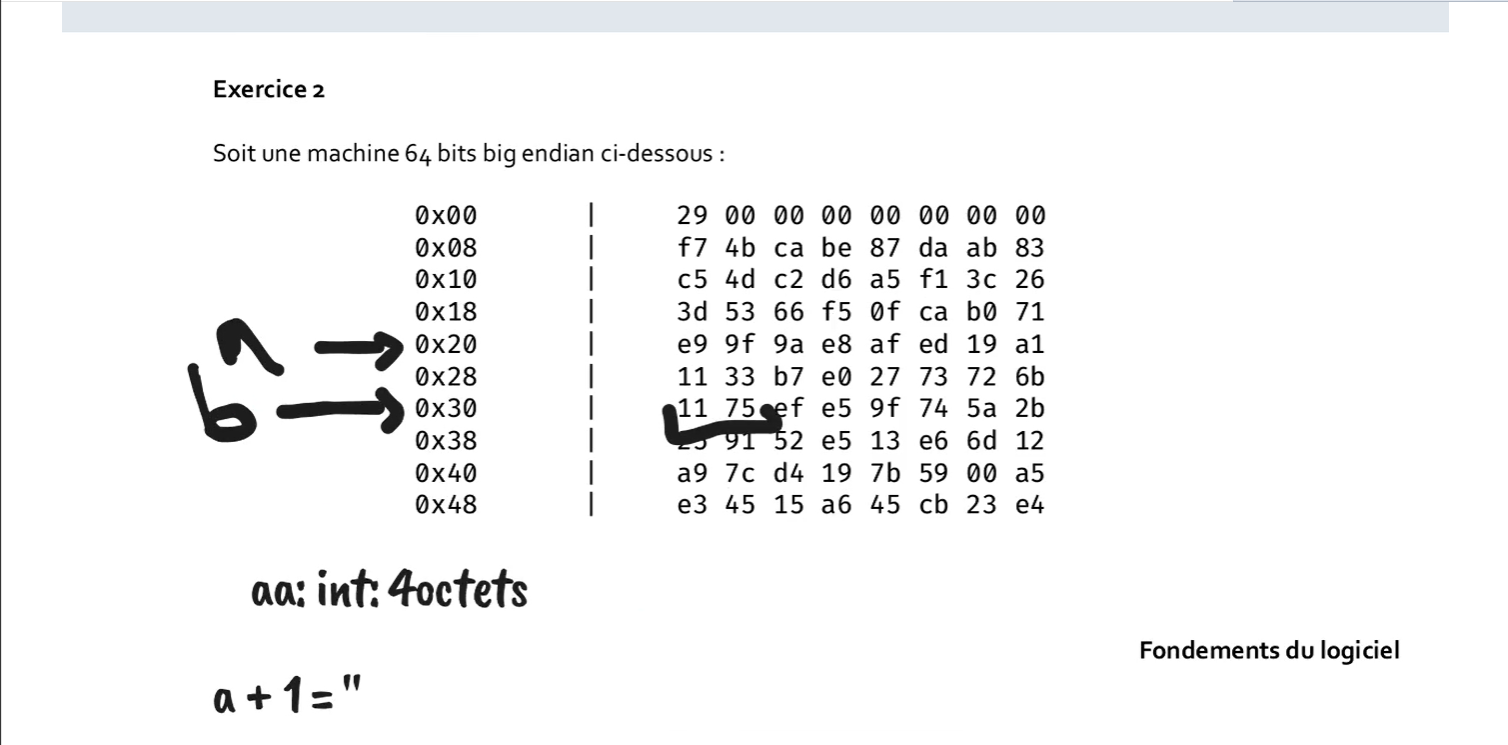 Exercice 2
Soit une machine 64 bits big endian ci-dessous :
0x00 | 29 00 00 00 00 00 00 00
0x08 | f7 4b ca be 87 da ab 83
0x10 | c5 4d c2 d6 a5 f1 3c 26
0x18 | 3d 53 66 f5 0f ca b0 71
a → 0x20 | e9 9f 9a e8 af ed 19 a1
0x28 | 11 33 b7 e0 27 73 72 6b
b → 0x30 | 11 75 ef e5 9f 74 5a 2b
0x38 | 91 52 e5 13 e6 6d 12
0x40 | a9 7c d4 19 7b 59 00 a5
0x48 | e3 45 15 a6 45 cb 23 e4
aa: int: 4octets
Fondements du logiciel
a + 1 = "